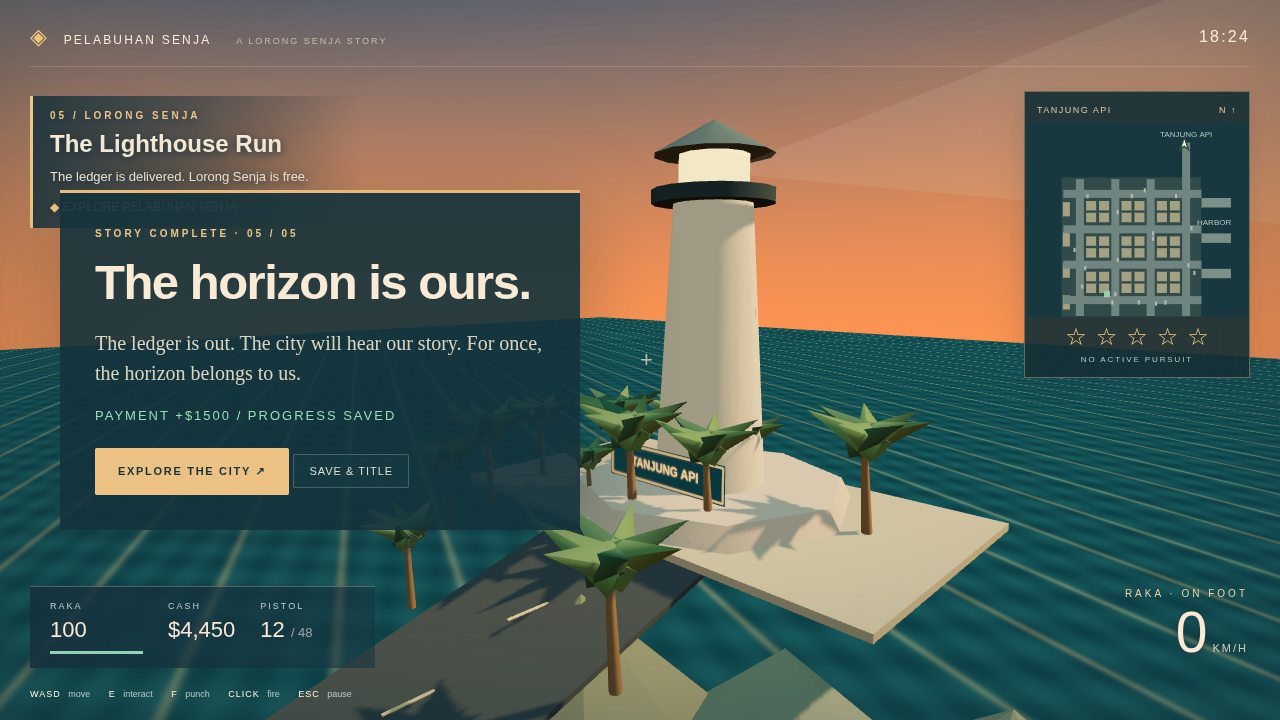 PELABUHAN SENJA A LORONG SENJA STORY
18:24
05 / LORONG SENJA
The Lighthouse Run
The ledger is delivered. Lorong Senja is free.
◆ EXPLORE PELABUHAN SENJA
STORY COMPLETE · 05 / 05
The horizon is ours.
The ledger is out. The city will hear our story. For once,
the horizon belongs to us.
PAYMENT +$1500 / PROGRESS SAVED
EXPLORE THE CITY ↗
SAVE & TITLE
TANJUNG API N ↑
TANJUNG API
HARBOR
☆ ☆ ☆ ☆ ☆
NO ACTIVE PURSUIT
TANJUNG API
RAKA CASH PISTOL
100 $4,450 12 / 48
WASD move E interact F punch CLICK fire ESC pause
RAKA · ON FOOT
0 KM/H